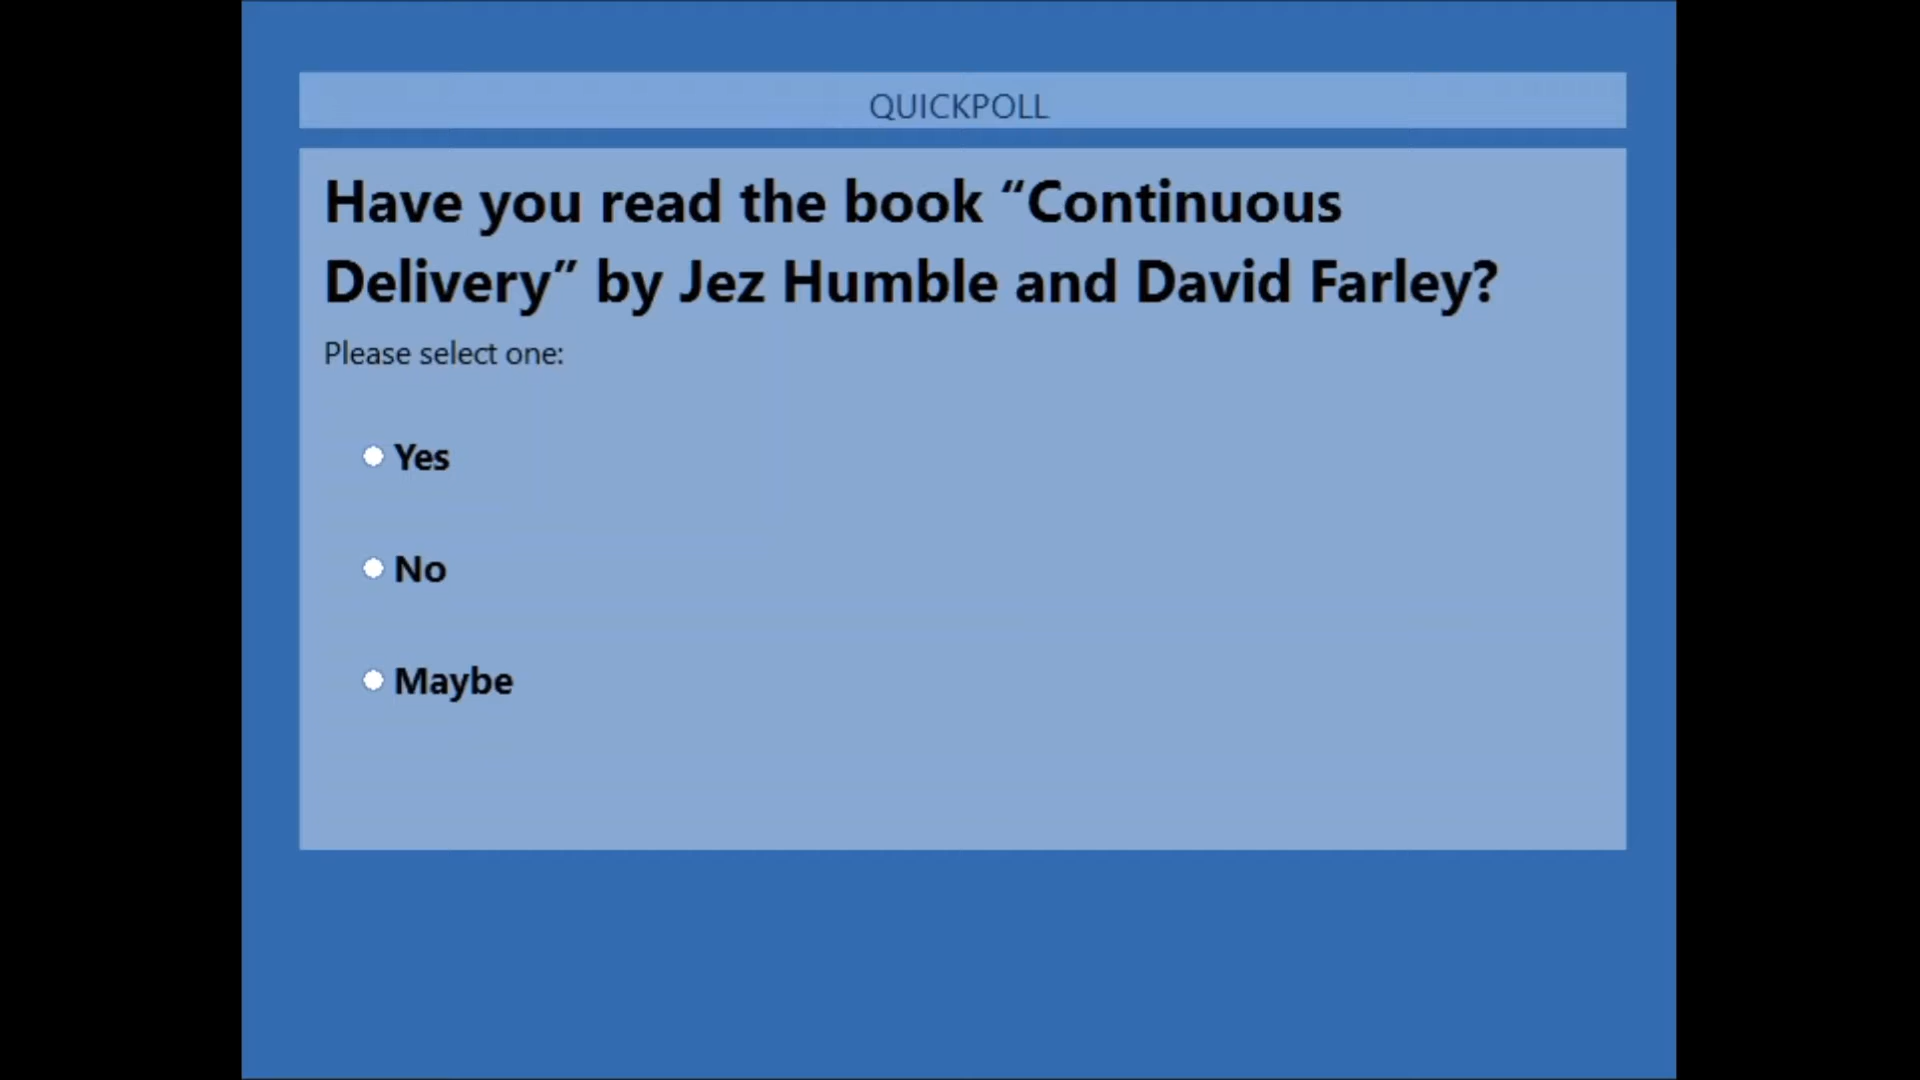 QUICKPOLL
Have you read the book “Continuous
Delivery” by Jez Humble and David Farley?
Please select one:
Yes
No
Maybe